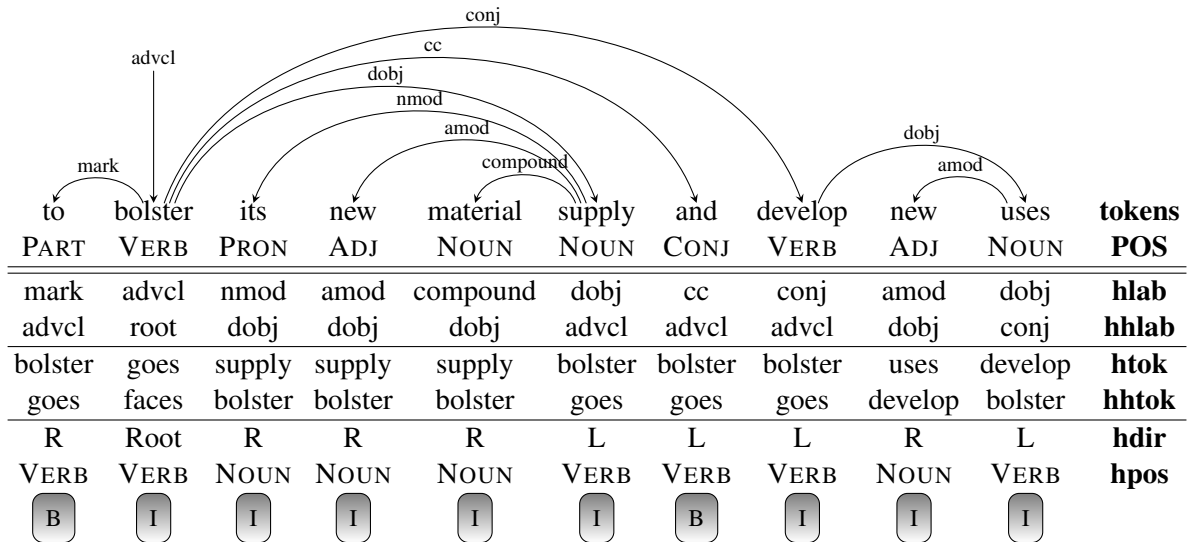 conj
cc
advcl
dobj
nmod
dobj
amod
mark compound amod
to bolster its new material supply and develop new uses tokens
PART VERB PRON ADJ NOUN NOUN CONJ VERB ADJ NOUN POS
mark advcl nmod amod compound dobj cc conj amod dobj hlab
advcl root dobj dobj dobj advcl advcl advcl dobj conj hhlab
bolster goes supply supply supply bolster bolster bolster uses develop htok
goes faces bolster bolster bolster goes goes goes develop bolster hhtok
R Root R R R L L L R L hdir
VERB VERB NOUN NOUN NOUN VERB VERB VERB NOUN VERB hpos
B I I I I I B I I I